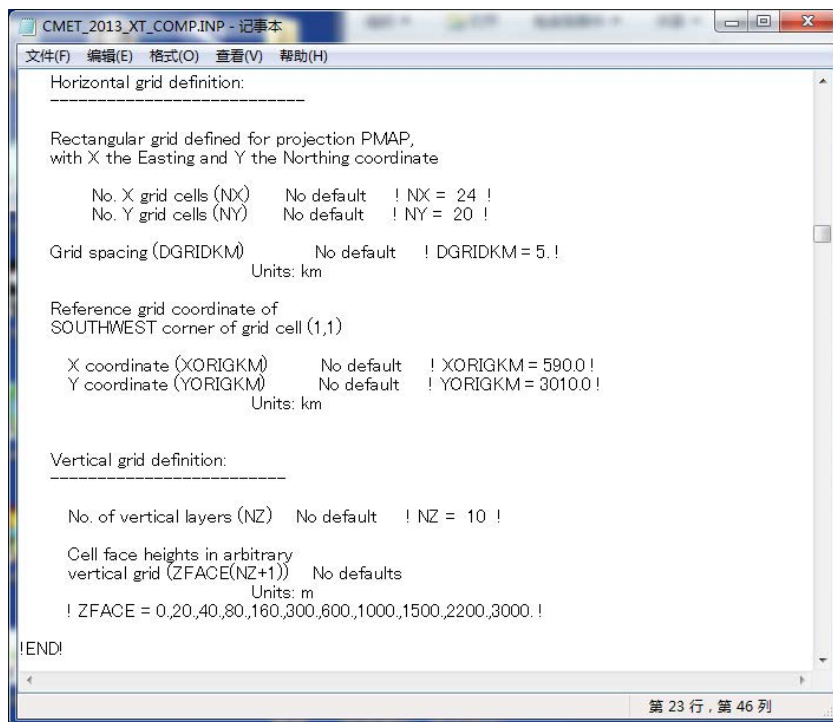 CMET_2013_XT_COMP.INP - 记事本
文件(F) 编辑(E) 格式(O) 查看(V) 帮助(H)
Horizontal grid definition:
---------------------------
Rectangular grid defined for projection PMAP,
with X the Easting and Y the Northing coordinate
No. X grid cells (NX) No default ! NX = 24 !
No. Y grid cells (NY) No default ! NY = 20 !
Grid spacing (DGRIDKM) No default ! DGRIDKM = 5. !
Units: km
Reference grid coordinate of
SOUTHWEST corner of grid cell (1,1)
X coordinate (XORIGKM) No default ! XORIGKM = 590.0 !
Y coordinate (YORIGKM) No default ! YORIGKM = 3010.0 !
Units: km
Vertical grid definition:
-------------------------
No. of vertical layers (NZ) No default ! NZ = 10 !
Cell face heights in arbitrary
vertical grid (ZFACE(NZ+1)) No defaults
Units: m
! ZFACE = 0.,20.,40.,80.,160.,300.,600.,1000.,1500.,2200.,3000. !
!END!
第 23 行，第 46 列